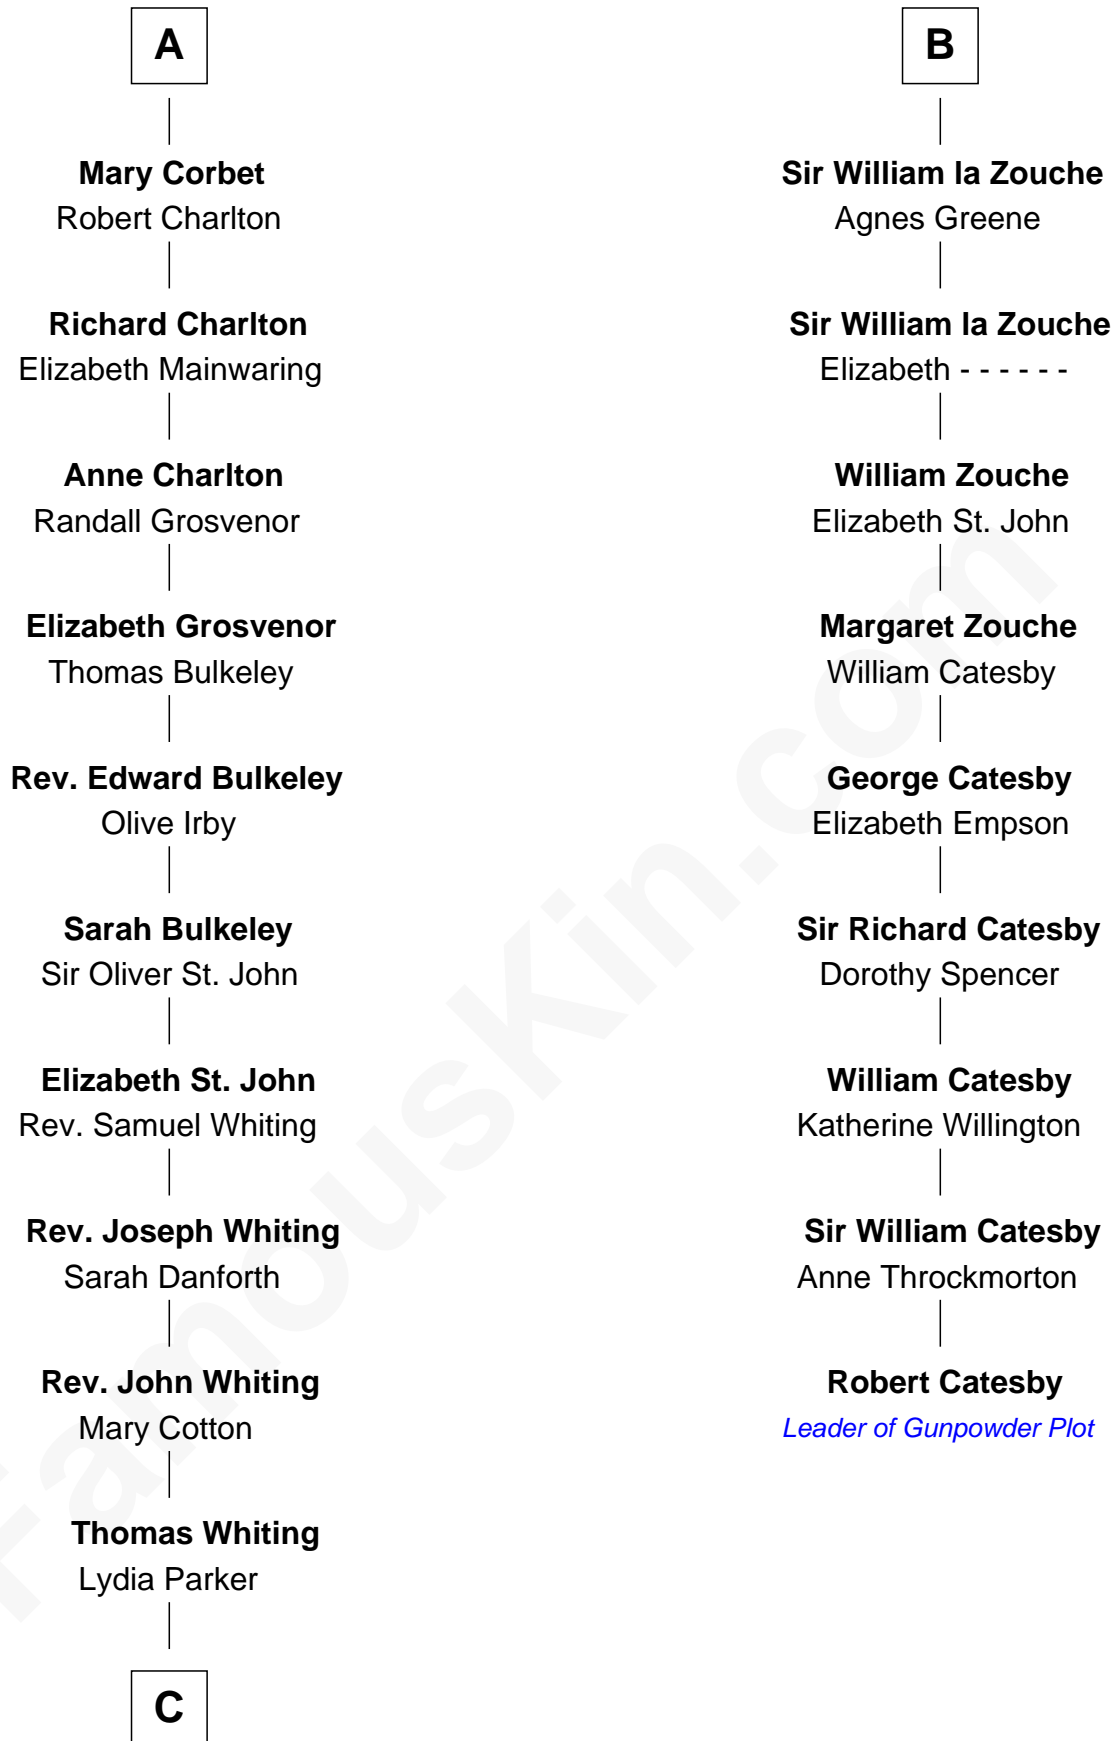 A
Mary Corbet
Robert Charlton
Richard Charlton
Elizabeth Mainwaring
Anne Charlton
Randall Grosvenor
Elizabeth Grosvenor
Thomas Bulkeley
Rev. Edward Bulkeley
Olive Irby
Sarah Bulkeley
Sir Oliver St. John
Elizabeth St. John
Rev. Samuel Whiting
Rev. Joseph Whiting
Sarah Danforth
Rev. John Whiting
Mary Cotton
Thomas Whiting
Lydia Parker
C
B
Sir William la Zouche
Agnes Greene
Sir William la Zouche
Elizabeth - - - - - -
William Zouche
Elizabeth St. John
Margaret Zouche
William Catesby
George Catesby
Elizabeth Empson
Sir Richard Catesby
Dorothy Spencer
William Catesby
Katherine Willington
Sir William Catesby
Anne Throckmorton
Robert Catesby
Leader of Gunpowder Plot
FamousKin.com